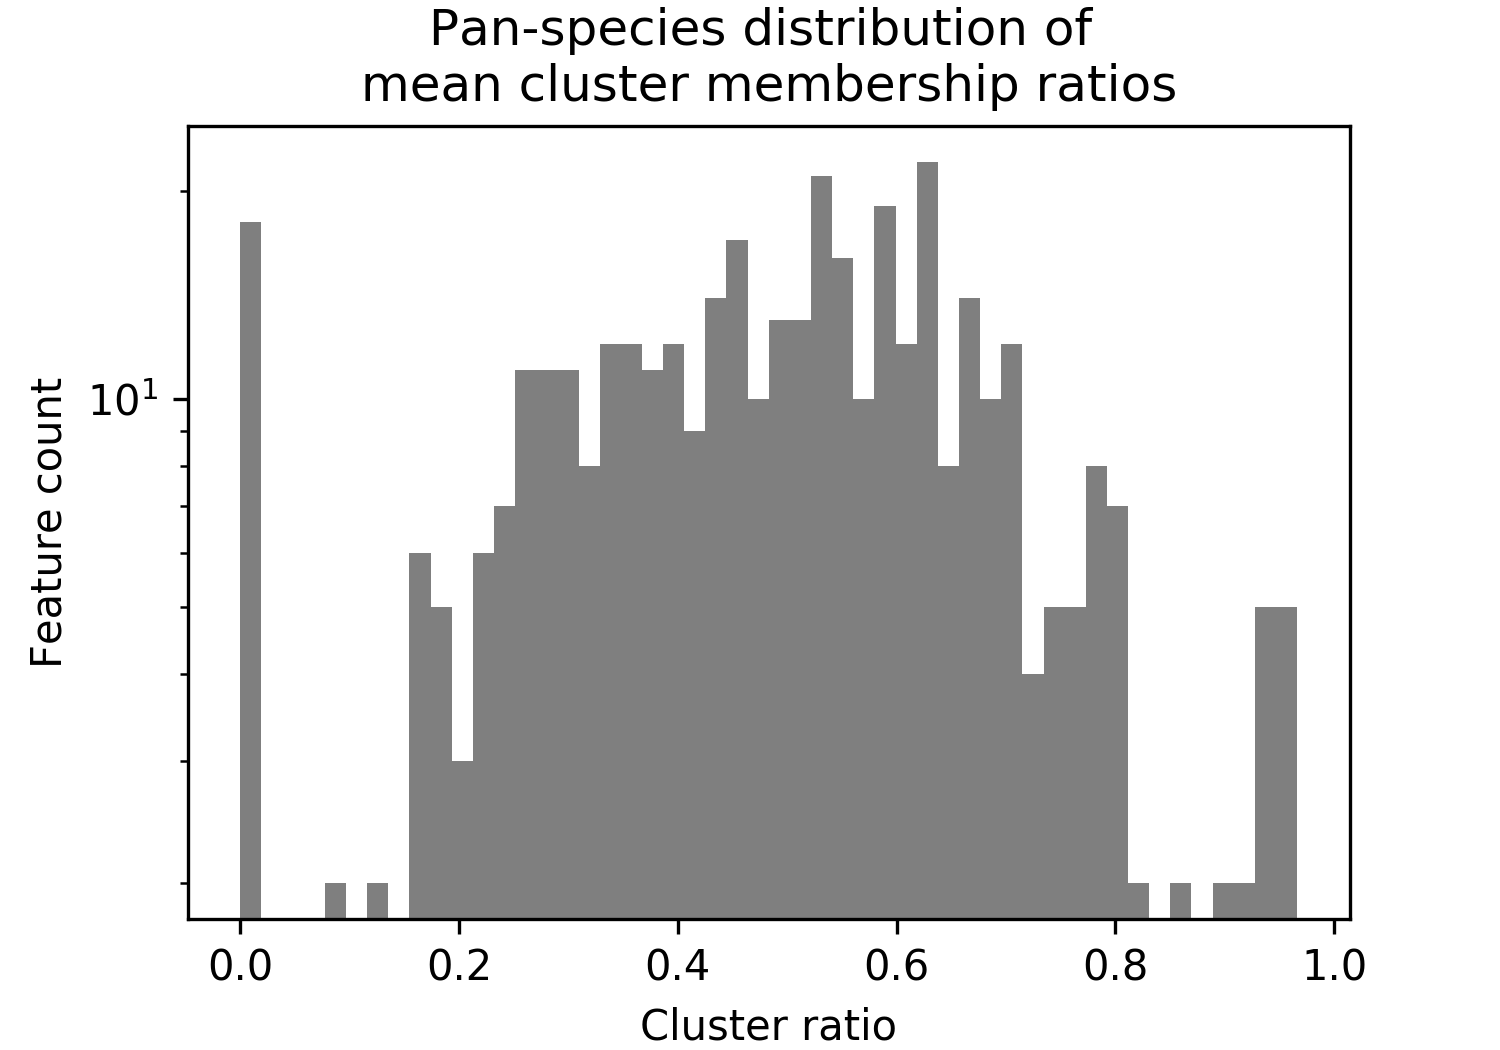 Pan-species distribution of
mean cluster membership ratios
Feature count
10¹
0.0 0.2 0.4 0.6 0.8 1.0
Cluster ratio